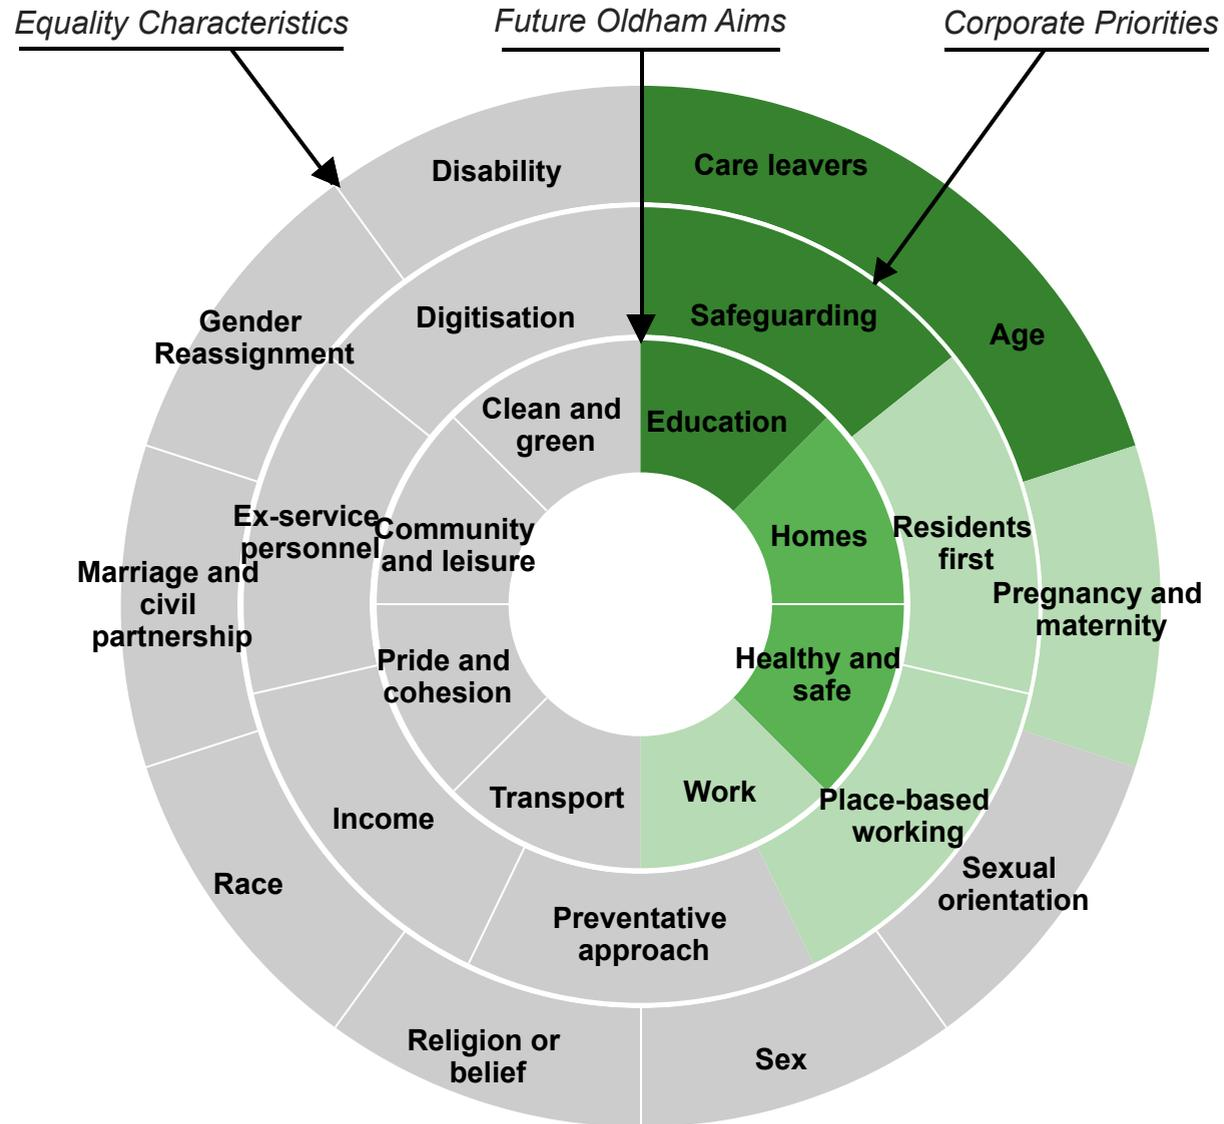 Equality Characteristics
Future Oldham Aims
Corporate Priorities
Disability
Care leavers
Digitisation
Safeguarding
Gender
Reassignment
Age
Clean and
green
Education
Ex-service
personnel
Community
and leisure
Homes
Residents
first
Marriage and
civil
partnership
Pregnancy and
maternity
Pride and
cohesion
Healthy and
safe
Transport
Work
Place-based
working
Income
Race
Sexual
orientation
Preventative
approach
Religion or
belief
Sex